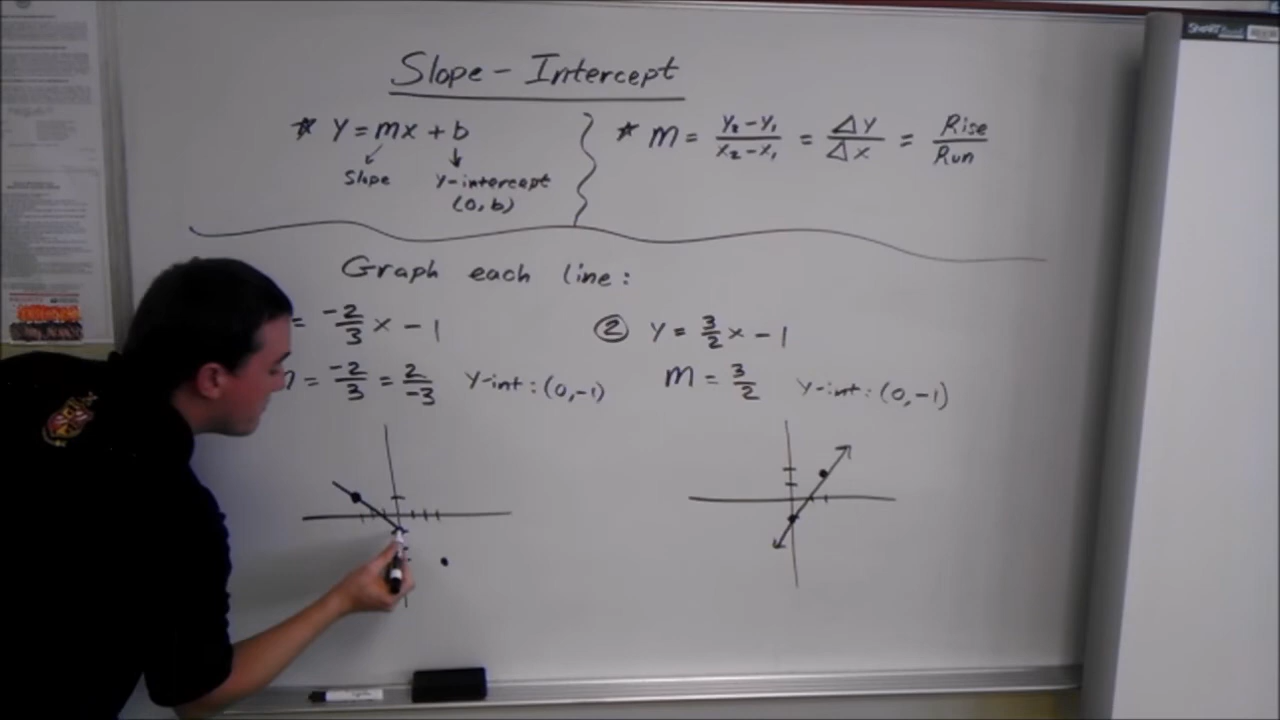 Slope - Intercept
* Y = mx + b
Slope
Y-intercept
(0, b)
* M = Y₂-Y₁/X₂-X₁ = ΔY/ΔX = Rise/Run
Graph each line:
= -2/3 x - 1
② Y = 3/2 x - 1
= -2/3 = 2/-3 Y-int: (0,-1)
M = 3/2 Y-int: (0,-1)
SMART